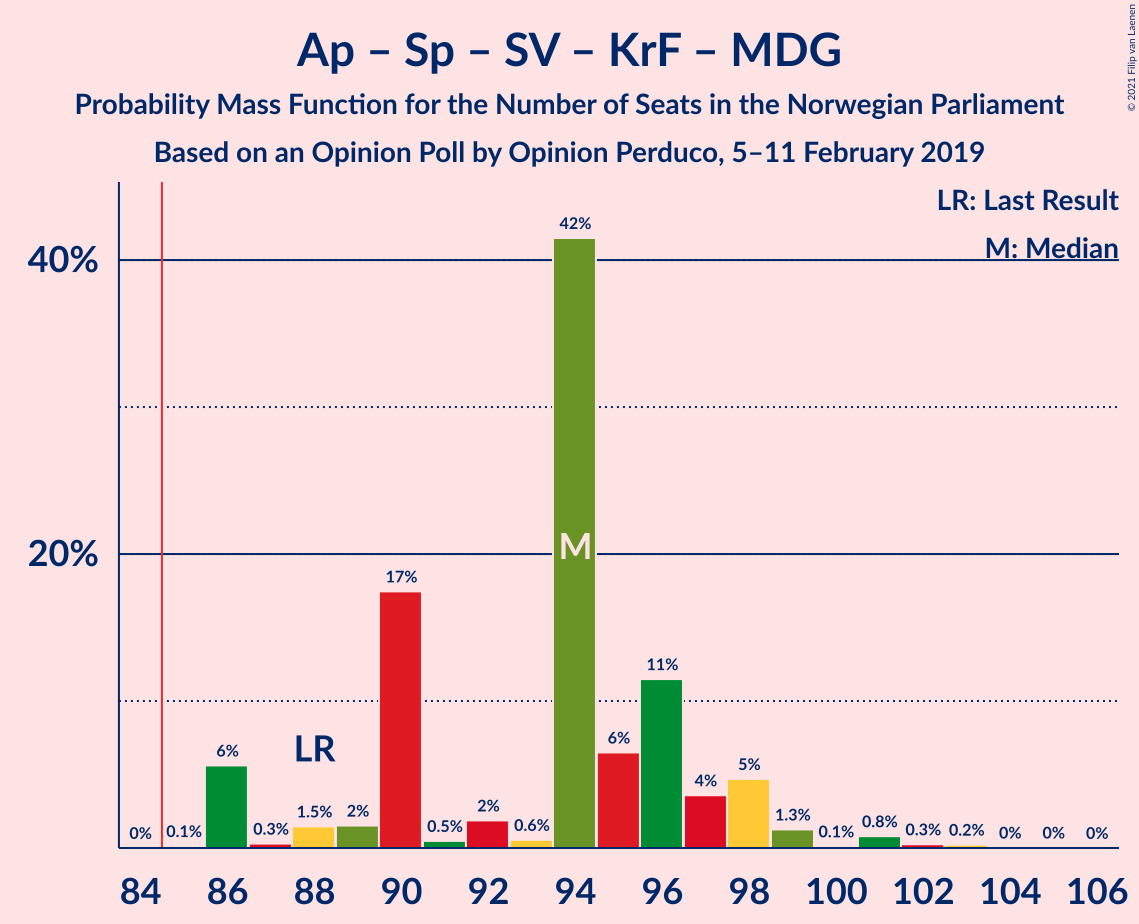 Ap – Sp – SV – KrF – MDG
Probability Mass Function for the Number of Seats in the Norwegian Parliament
Based on an Opinion Poll by Opinion Perduco, 5–11 February 2019
© 2021 Filip van Laenen
LR: Last Result
M: Median
40%
20%
0%
0.1%
6%
0.3%
1.5%
2%
17%
0.5%
2%
0.6%
42%
6%
11%
4%
5%
1.3%
0.1%
0.8%
0.3%
0.2%
0%
0%
0%
LR
M
84 86 88 90 92 94 96 98 100 102 104 106